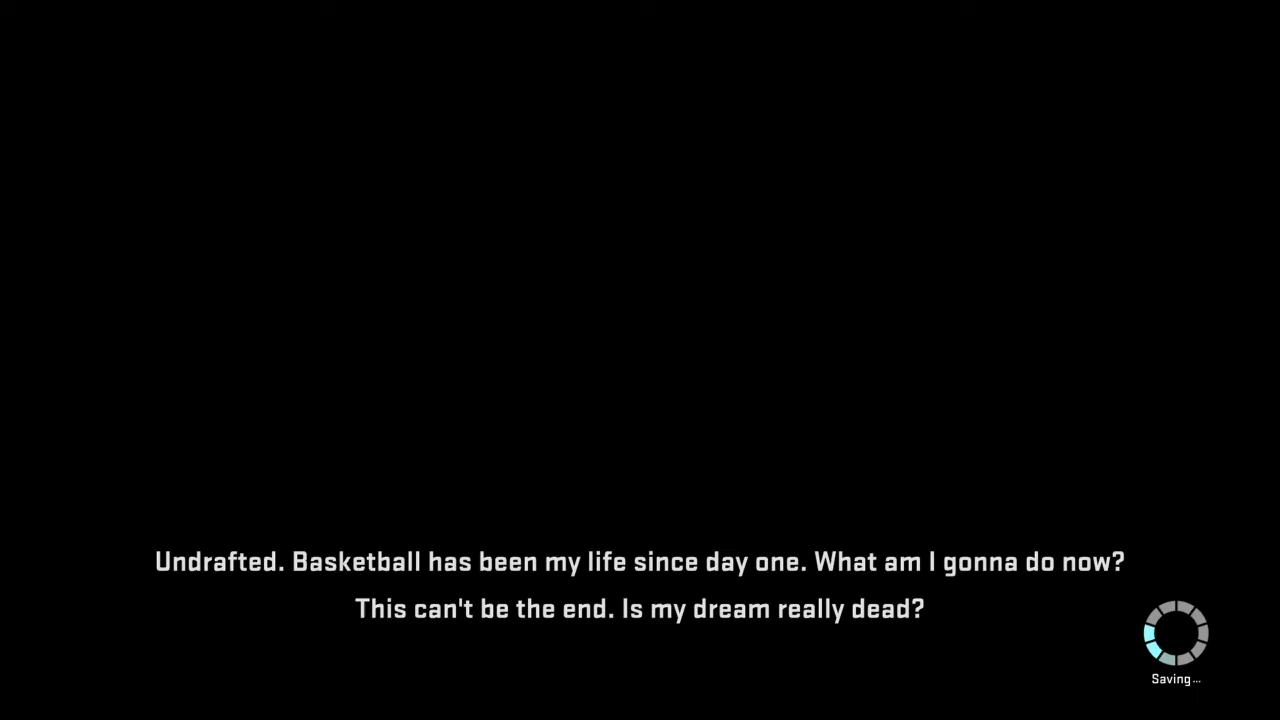 Undrafted. Basketball has been my life since day one. What am I gonna do now?
This can't be the end. Is my dream really dead?
Saving...